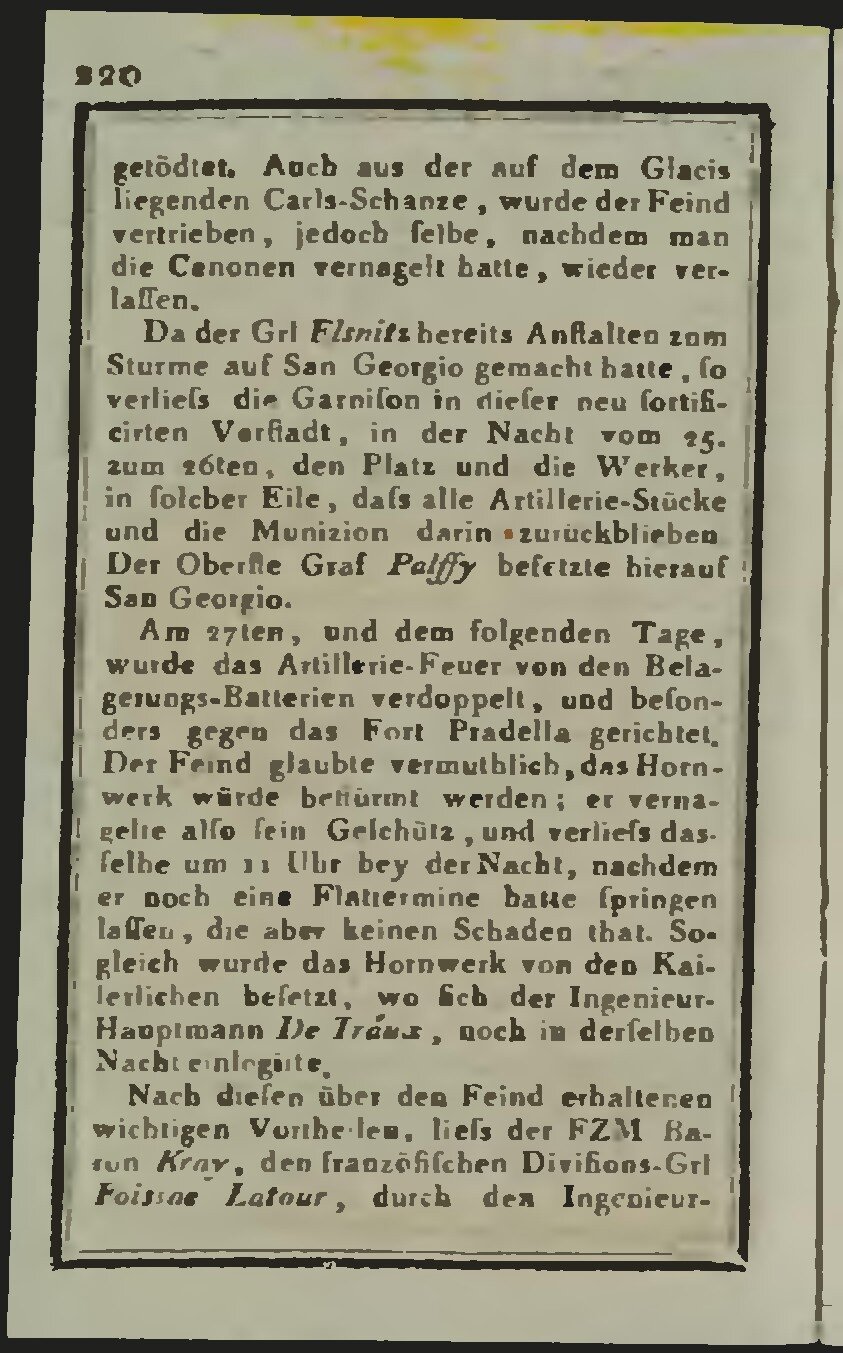 220
getödtet. Auch aus der auf dem Glacis
liegenden Carls-Schanze, wurde der Feind
vertrieben, jedoch ſelbe, nachdem man
die Canonen vernagelt hatte, wieder ver-
laſſen.
Da der Grl Elsnitz bereits Anſtalten zum
Sturme auf San Georgio gemacht hatte, ſo
verlieſs die Garniſon in dieſer neu fortifi-
cirten Vorſtadt, in der Nacht vom 25.
zum 26ten, den Platz und die Werker,
in ſolcher Eile, daſs alle Artillerie-Stücke
und die Munizion darin zurückblieben
Der Oberſte Graf Palffy beſetzte hierauf
San Georgio.
Am 27ten, und dem folgenden Tage,
wurde das Artillerie-Feuer von den Bela-
gerungs-Batterien verdoppelt, und beſon-
ders gegen das Fort Pradella gerichtet.
Der Feind glaubte vermuthlich, das Horn-
werk würde beſtürmt werden; er verna-
gelte alſo ſein Geſchütz, und verlieſs das-
ſelbe um 11 Uhr bey der Nacht, nachdem
er noch eine Flattermine hatte ſpringen
laſſen, die aber keinen Schaden that. So-
gleich wurde das Hornwerk von den Kai-
ſerlichen beſetzt, wo ſich der Ingenieur-
Hauptmann De Traux, noch in derſelben
Nacht einlogirte.
Nach dieſen über den Feind erhaltenen
wichtigen Vortheilen, lieſs der FZM Ba-
ron Kray, den franzöſiſchen Diviſions-Grl
Foissac Latour, durch den Ingenieur-